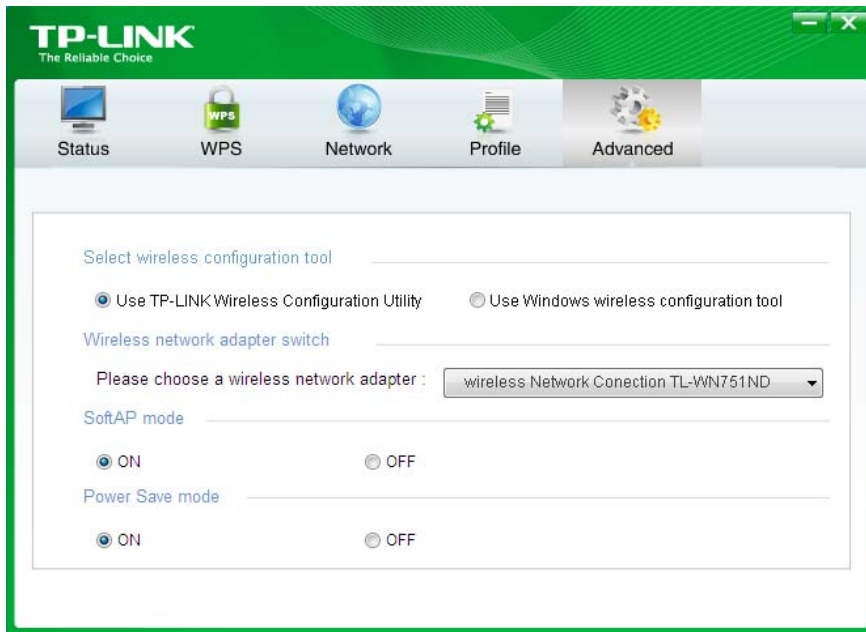 TP-LINK
The Reliable Choice
Status
WPS
WPS
Network
Profile
Advanced
Select wireless configuration tool
Use TP-LINK Wireless Configuration Utility
Use Windows wireless configuration tool
Wireless network adapter switch
Please choose a wireless network adapter :
wireless Network Conection TL-WN751ND
SoftAP mode
ON
OFF
Power Save mode
ON
OFF